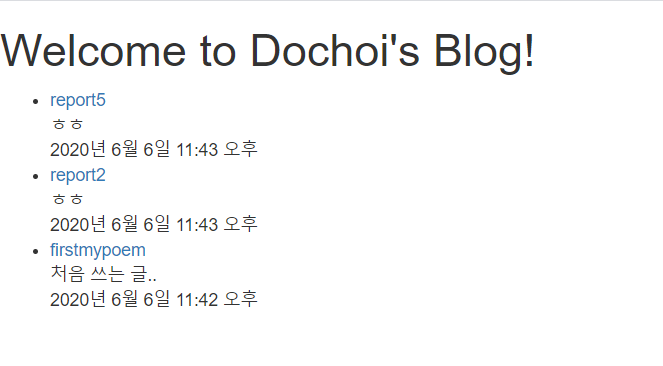 Welcome to Dochoi's Blog!
report5
ㅎㅎ
2020년 6월 6일 11:43 오후
report2
ㅎㅎ
2020년 6월 6일 11:43 오후
firstmypoem
처음 쓰는 글..
2020년 6월 6일 11:42 오후